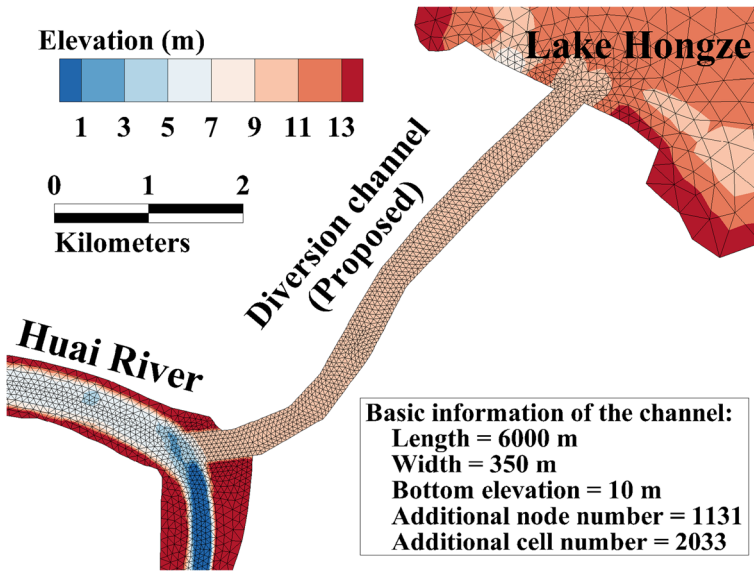 Elevation (m)
1 3 5 7 9 11 13
0 1 2
Kilometers
Lake Hongze
Diversion channel
(Proposed)
Huai River
Basic information of the channel:
Length = 6000 m
Width = 350 m
Bottom elevation = 10 m
Additional node number = 1131
Additional cell number = 2033